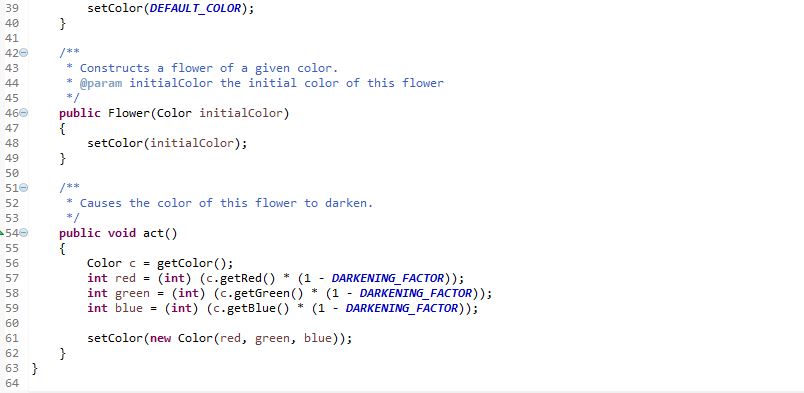 39 setColor(DEFAULT_COLOR);
40 }
41
42 /**
43 * Constructs a flower of a given color.
44 * @param initialColor the initial color of this flower
45 */
46 public Flower(Color initialColor)
47 {
48 setColor(initialColor);
49 }
50
51 /**
52 * Causes the color of this flower to darken.
53 */
54 public void act()
55 {
56 Color c = getColor();
57 int red = (int) (c.getRed() * (1 - DARKENING_FACTOR));
58 int green = (int) (c.getGreen() * (1 - DARKENING_FACTOR));
59 int blue = (int) (c.getBlue() * (1 - DARKENING_FACTOR));
60
61 setColor(new Color(red, green, blue));
62 }
63 }
64